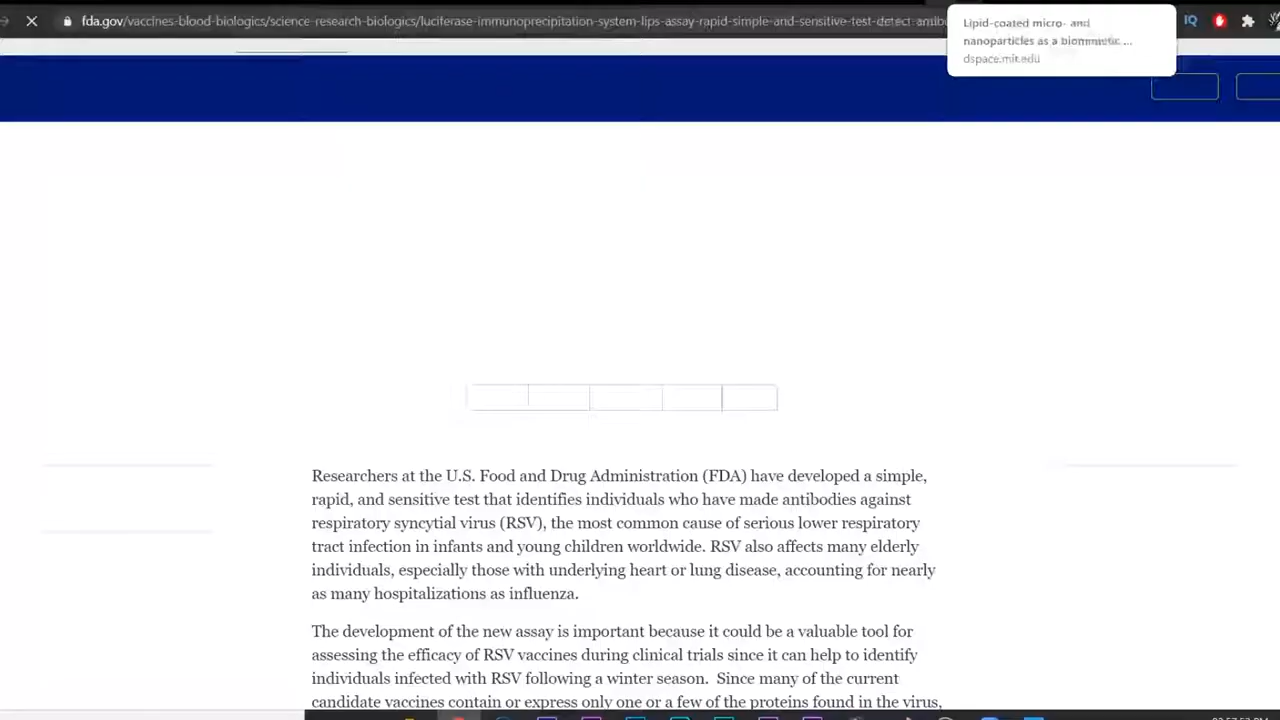 fda.gov/vaccines-blood-biologics/science-research-biologics/luciferase-immunoprecipitation-system-lips-assay-rapid-simple-and-sensitive-test-detect-antibo
Lipid-coated micro- and
nanoparticles as a biomimetic ...
dspace.mit.edu
IQ
Researchers at the U.S. Food and Drug Administration (FDA) have developed a simple,
rapid, and sensitive test that identifies individuals who have made antibodies against
respiratory syncytial virus (RSV), the most common cause of serious lower respiratory
tract infection in infants and young children worldwide. RSV also affects many elderly
individuals, especially those with underlying heart or lung disease, accounting for nearly
as many hospitalizations as influenza.
The development of the new assay is important because it could be a valuable tool for
assessing the efficacy of RSV vaccines during clinical trials since it can help to identify
individuals infected with RSV following a winter season. Since many of the current
candidate vaccines contain or express only one or a few of the proteins found in the virus,